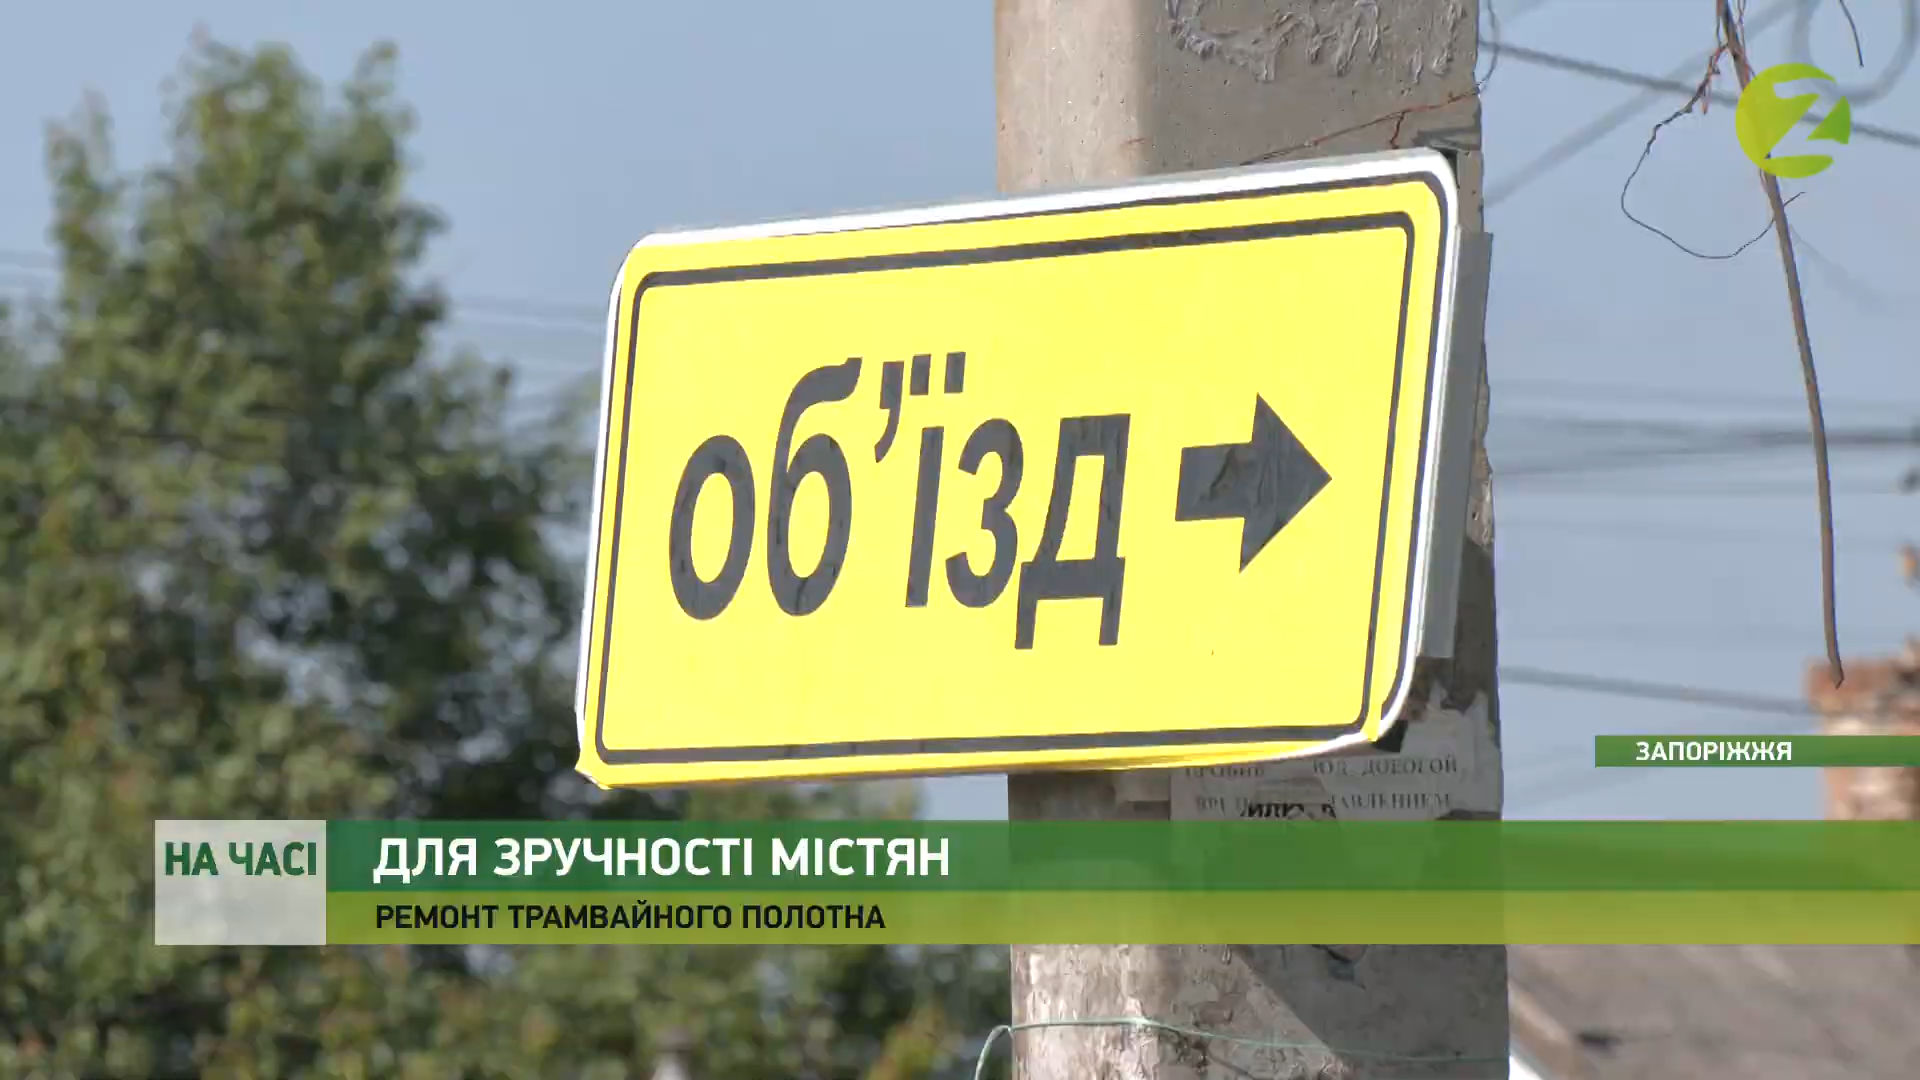 об'їзд
ЗАПОРІЖЖЯ
НА ЧАСІ
ДЛЯ ЗРУЧНОСТІ МІСТЯН
РЕМОНТ ТРАМВАЙНОГО ПОЛОТНА